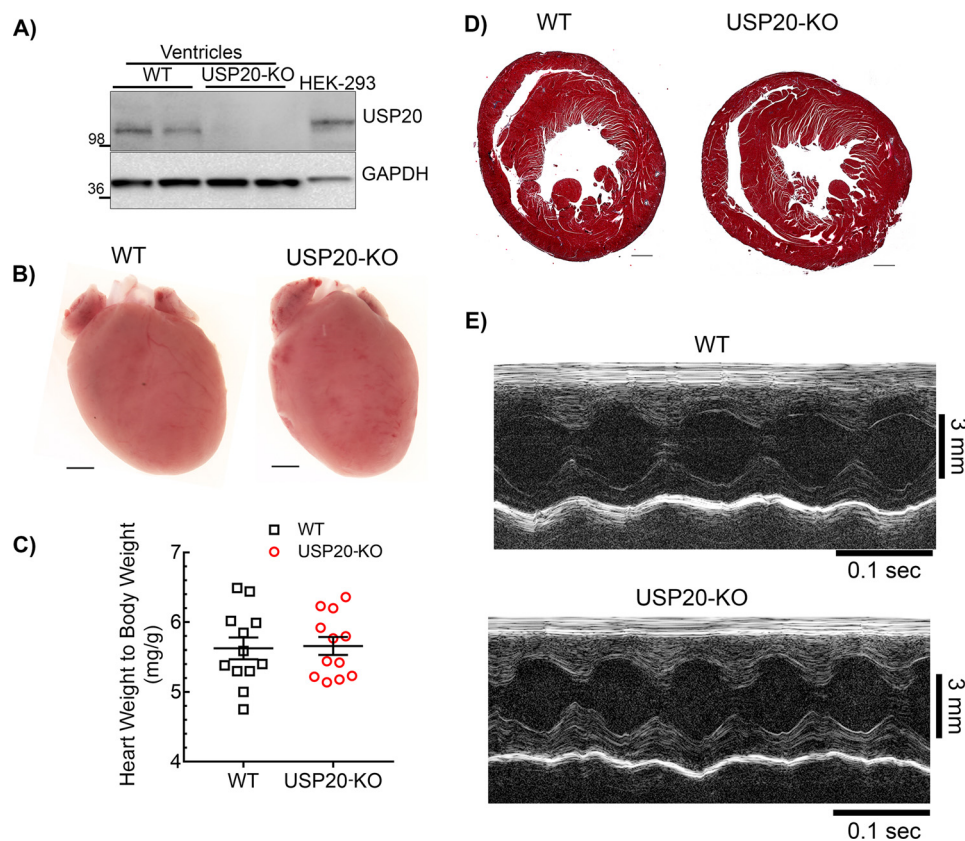 A)
Ventricles
WT USP20-KO HEK-293
USP20
98
GAPDH
36
B)
WT USP20-KO
C)
WT
USP20-KO
Heart Weight to Body Weight
(mg/g)
7
6
5
4
WT USP20-KO
D)
WT USP20-KO
E)
WT
3 mm
0.1 sec
USP20-KO
3 mm
0.1 sec